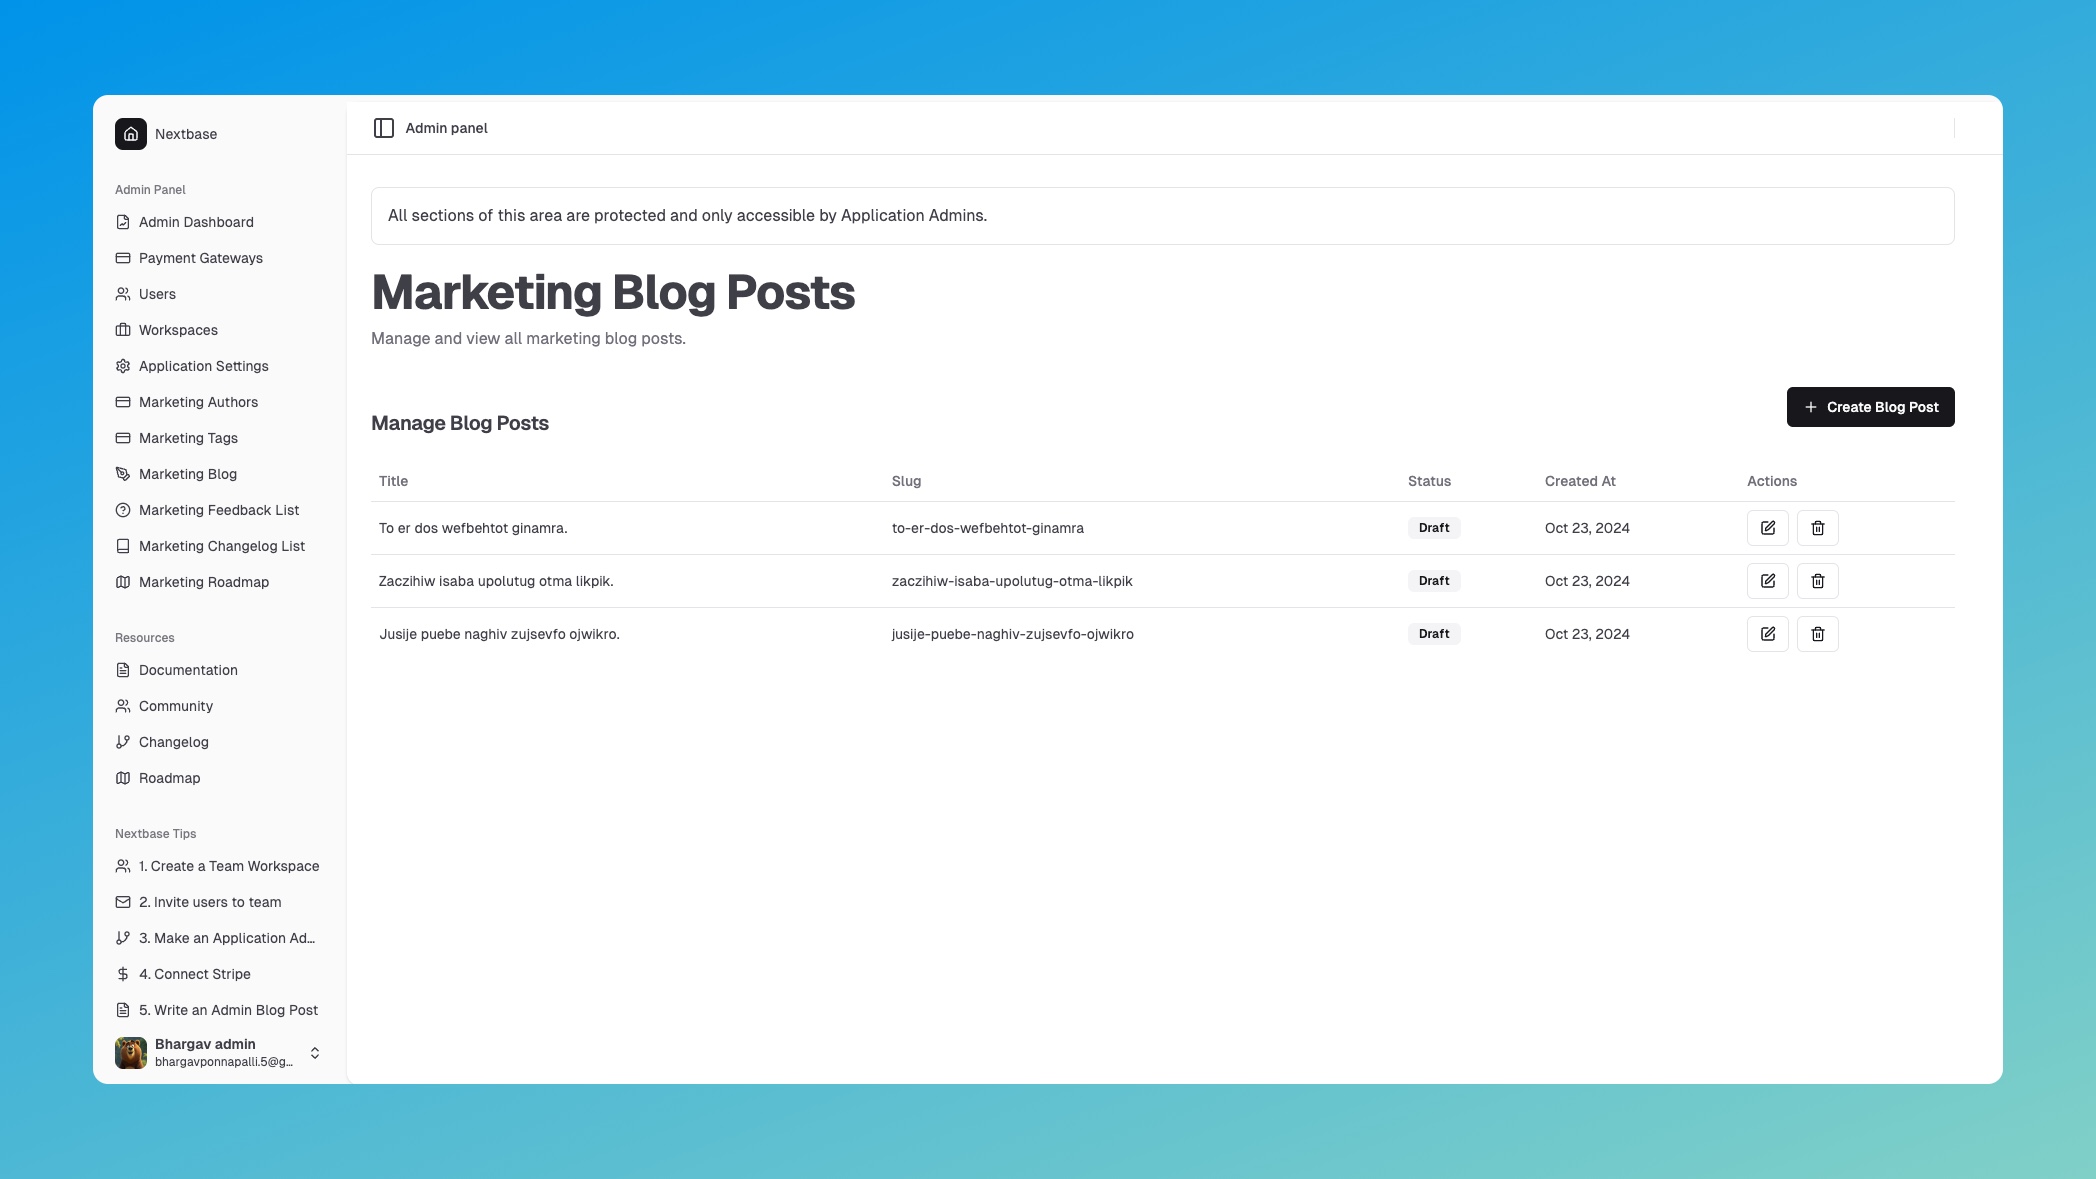 Nextbase
Admin Panel
Admin Dashboard
Payment Gateways
Users
Workspaces
Application Settings
Marketing Authors
Marketing Tags
Marketing Blog
Marketing Feedback List
Marketing Changelog List
Marketing Roadmap
Resources
Documentation
Community
Changelog
Roadmap
Nextbase Tips
1. Create a Team Workspace
2. Invite users to team
3. Make an Application Ad...
4. Connect Stripe
5. Write an Admin Blog Post
Bhargav admin
bhargavponnapalli.5@g...
Admin panel
All sections of this area are protected and only accessible by Application Admins.
Marketing Blog Posts
Manage and view all marketing blog posts.
Manage Blog Posts
Create Blog Post
Title Slug Status Created At Actions
To er dos wefbehtot ginamra. to-er-dos-wefbehtot-ginamra Draft Oct 23, 2024
Zaczihiw isaba upolutug otma likpik. zaczihiw-isaba-upolutug-otma-likpik Draft Oct 23, 2024
Jusije puebe naghiv zujsevfo ojwikro. jusije-puebe-naghiv-zujsevfo-ojwikro Draft Oct 23, 2024